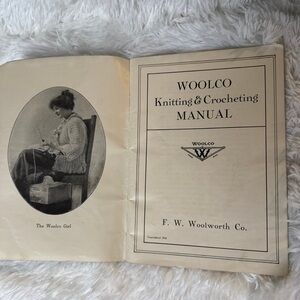 The Woolco Girl
WOOLCO
Knitting & Crocheting
MANUAL
WOOLCO
W
F. W. Woolworth Co.